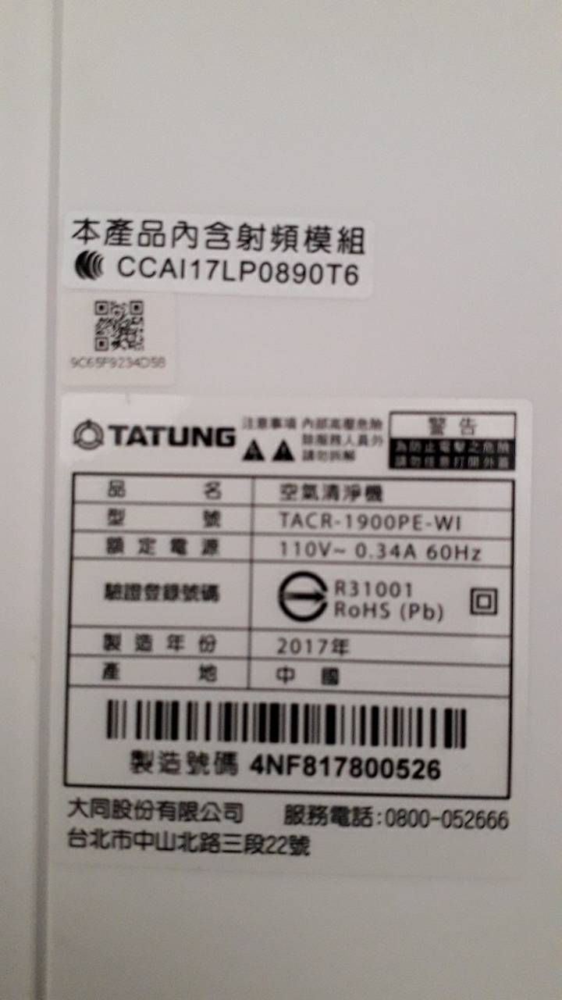 本產品內含射頻模組
CCAI17LP0890T6
9C65F9234D5B
TATUNG
注意事項 內部高壓危險
除服務人員外
請勿拆解
警告
為防止電擊之危險
請勿任意打開外蓋
品名 空氣清淨機
型號 TACR-1900PE-WI
額定電源 110V~ 0.34A 60Hz
驗證登錄號碼 R31001
RoHS (Pb)
製造年份 2017年
產地 中國
製造號碼 4NF817800526
大同股份有限公司 服務電話:0800-052666
台北市中山北路三段22號